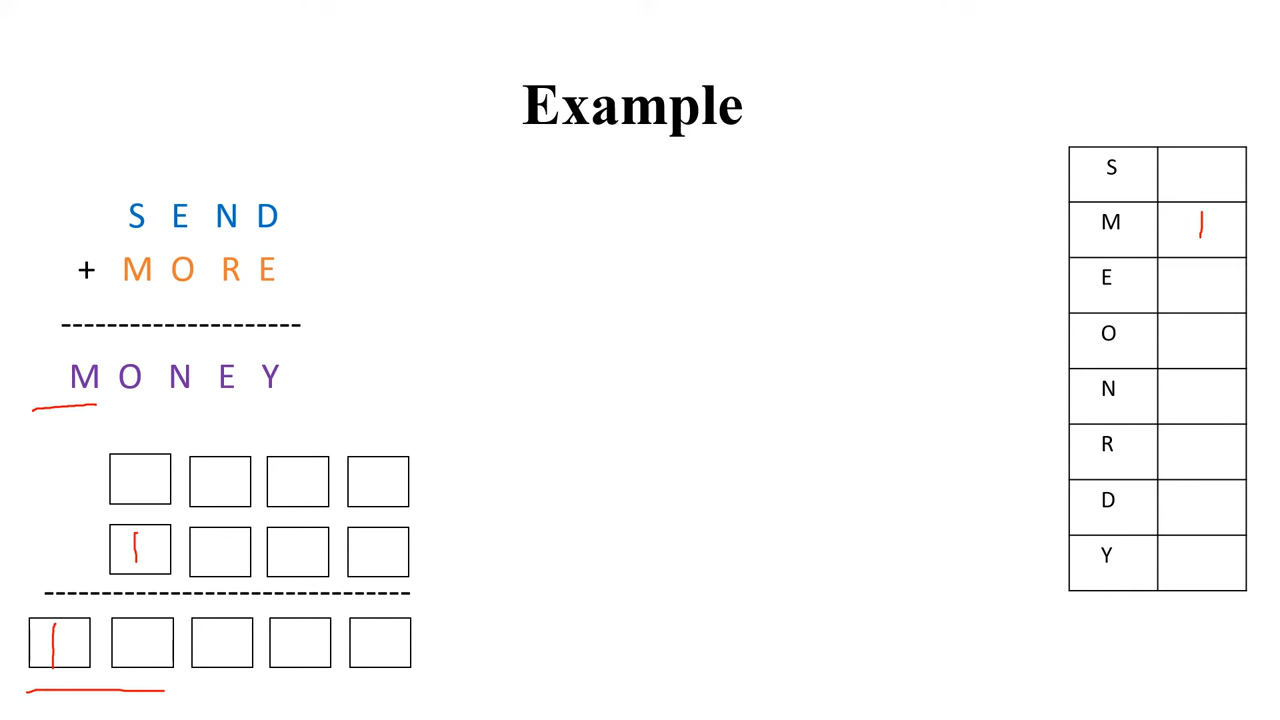 Example
S E N D
+ M O R E
---------------------
M O N E Y
1
---------------------------------
1
S
M 1
E
O
N
R
D
Y